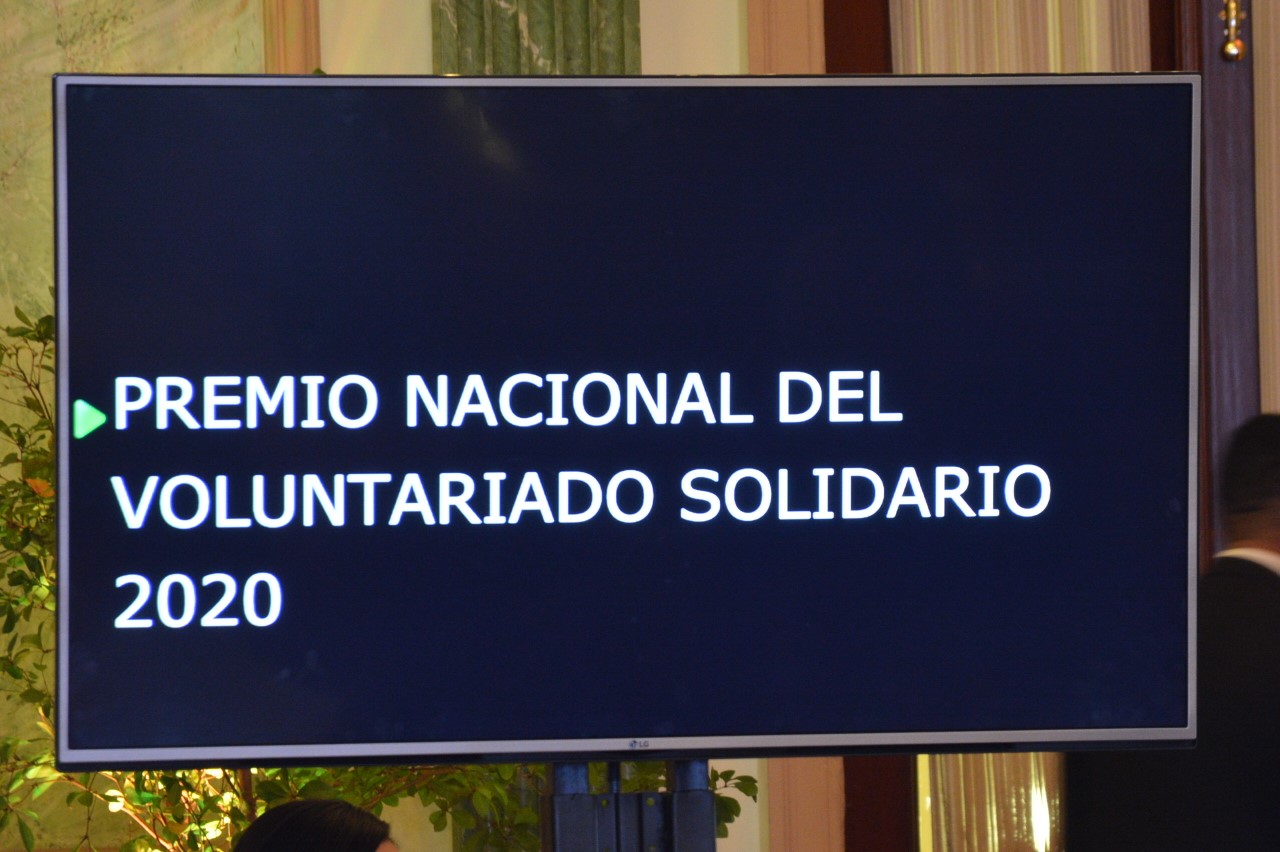 PREMIO NACIONAL DEL
VOLUNTARIADO SOLIDARIO
2020
LG